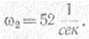 ω₂ = 52 1/сек.